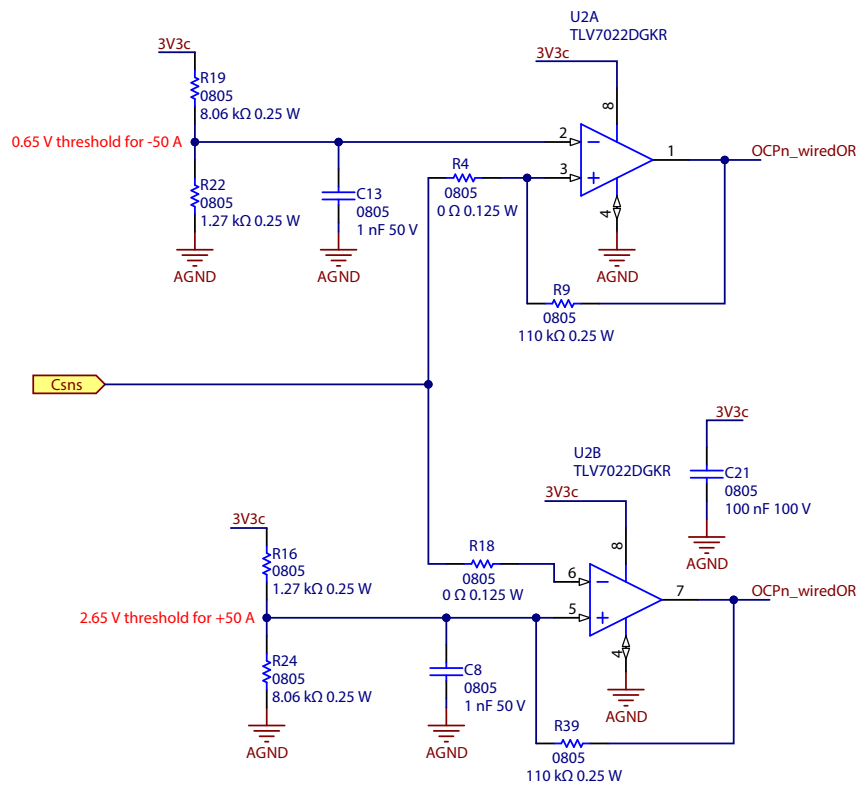 U2A
TLV7022DGKR
3V3c
3V3c
R19
0805
8.06 kΩ 0.25 W
8
0.65 V threshold for -50 A
2
1
OCPn_wiredOR
R4
0805
0 Ω 0.125 W
3
R22
0805
1.27 kΩ 0.25 W
C13
0805
1 nF 50 V
4
AGND
AGND
AGND
R9
0805
110 kΩ 0.25 W
Csns
3V3c
U2B
TLV7022DGKR
C21
0805
100 nF 100 V
3V3c
3V3c
8
AGND
R16
0805
1.27 kΩ 0.25 W
R18
0805
0 Ω 0.125 W
6
7
OCPn_wiredOR
5
2.65 V threshold for +50 A
4
R24
0805
8.06 kΩ 0.25 W
C8
0805
1 nF 50 V
AGND
AGND
AGND
R39
0805
110 kΩ 0.25 W